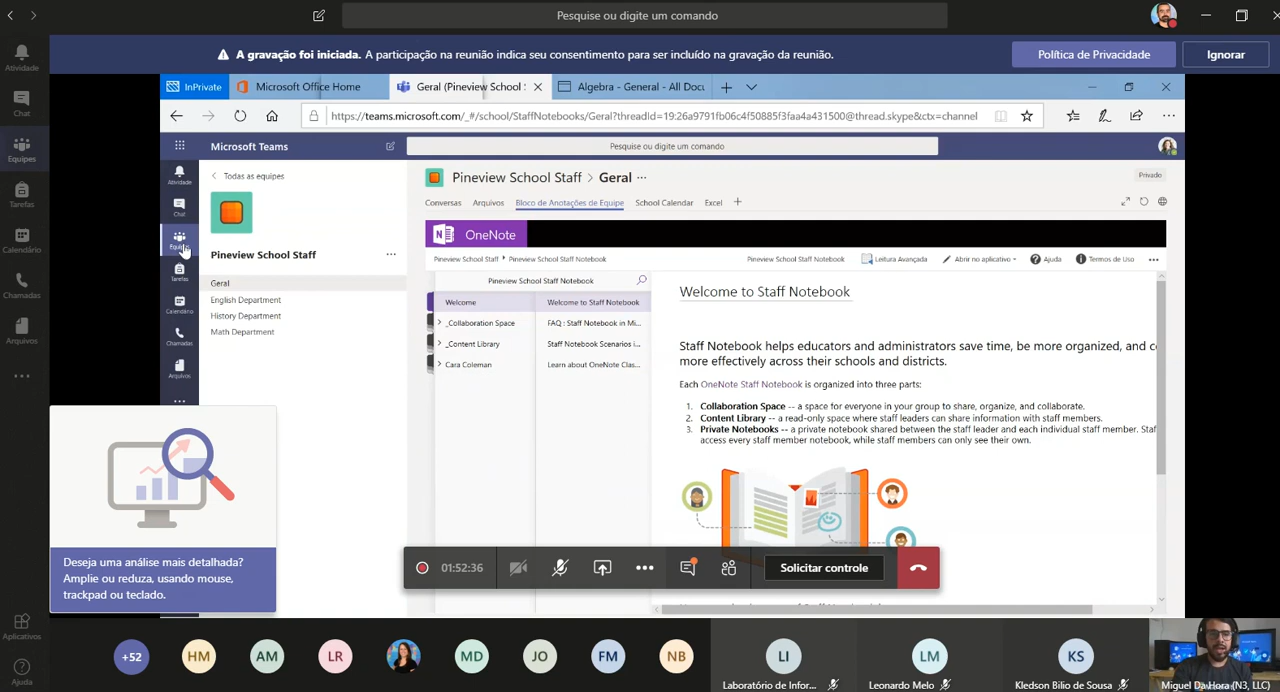 Pesquise ou digite um comando
A gravação foi iniciada. A participação na reunião indica seu consentimento para ser incluído na gravação da reunião.
Política de Privacidade
Ignorar
Atividade
Chat
Equipes
Tarefas
Calendário
Chamadas
Arquivos
Aplicativos
Ajuda
InPrivate
Microsoft Office Home
Geral (Pineview School
Algebra - General - All Docu
https://teams.microsoft.com/_#/school/StaffNotebooks/Geral?threadId=19:26a9791fb06c4f50885f3faa4a431500@thread.skype&ctx=channel
Microsoft Teams
Pesquise ou digite um comando
Atividade
Chat
Equipes
Tarefas
Calendário
Chamadas
Arquivos
Todas as equipes
Pineview School Staff
Geral
English Department
History Department
Math Department
Pineview School Staff > Geral
Privado
Conversas Arquivos Bloco de Anotações de Equipe School Calendar Excel
N OneNote
Pineview School Staff Pineview School Staff Notebook
Pineview School Staff Notebook
Leitura Avançada
Abrir no aplicativo
Ajuda
Termos de Uso
Pineview School Staff Notebook
Welcome
_Collaboration Space
_Content Library
Cara Coleman
Welcome to Staff Notebook
FAQ : Staff Notebook in Mi...
Staff Notebook Scenarios i...
Learn about OneNote Clas...
Welcome to Staff Notebook
Staff Notebook helps educators and administrators save time, be more organized, and co
more effectively across their schools and districts.
Each OneNote Staff Notebook is organized into three parts:
1. Collaboration Space -- a space for everyone in your group to share, organize, and collaborate.
2. Content Library -- a read-only space where staff leaders can share information with staff members.
3. Private Notebooks -- a private notebook shared between the staff leader and each individual staff member. Staf
access every staff member notebook, while staff members can only see their own.
Deseja uma análise mais detalhada?
Amplie ou reduza, usando mouse,
trackpad ou teclado.
01:52:36
Solicitar controle
+52
HM
AM
LR
MD
JO
FM
NB
LI
Laboratório de Infor...
LM
Leonardo Melo
KS
Kledson Bilio de Sousa
Miguel Da Hora (N3, LLC)